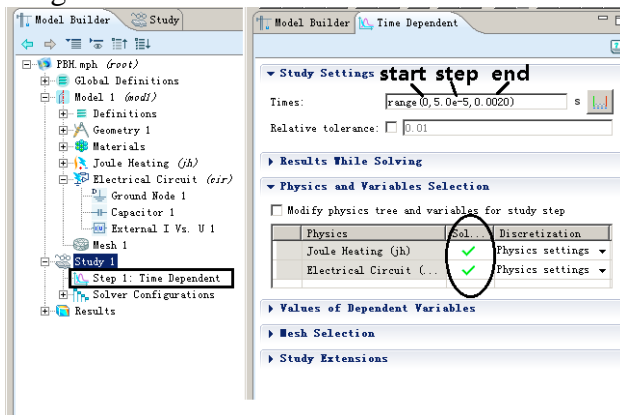 Model Builder Study
PBH.mph (root)
Global Definitions
Model 1 (mod1)
Definitions
Geometry 1
Materials
Joule Heating (jh)
Electrical Circuit (cir)
Ground Node 1
Capacitor 1
External I Vs. U 1
Mesh 1
Study 1
Step 1: Time Dependent
Solver Configurations
Results
Model Builder Time Dependent
Study Settings start step end
Times: range(0,5.0e-5,0.0020) s
Relative tolerance: 0.01
Results While Solving
Physics and Variables Selection
Modify physics tree and variables for study step
Physics Sol... Discretization
Joule Heating (jh) Physics settings
Electrical Circuit (... Physics settings
Values of Dependent Variables
Mesh Selection
Study Extensions